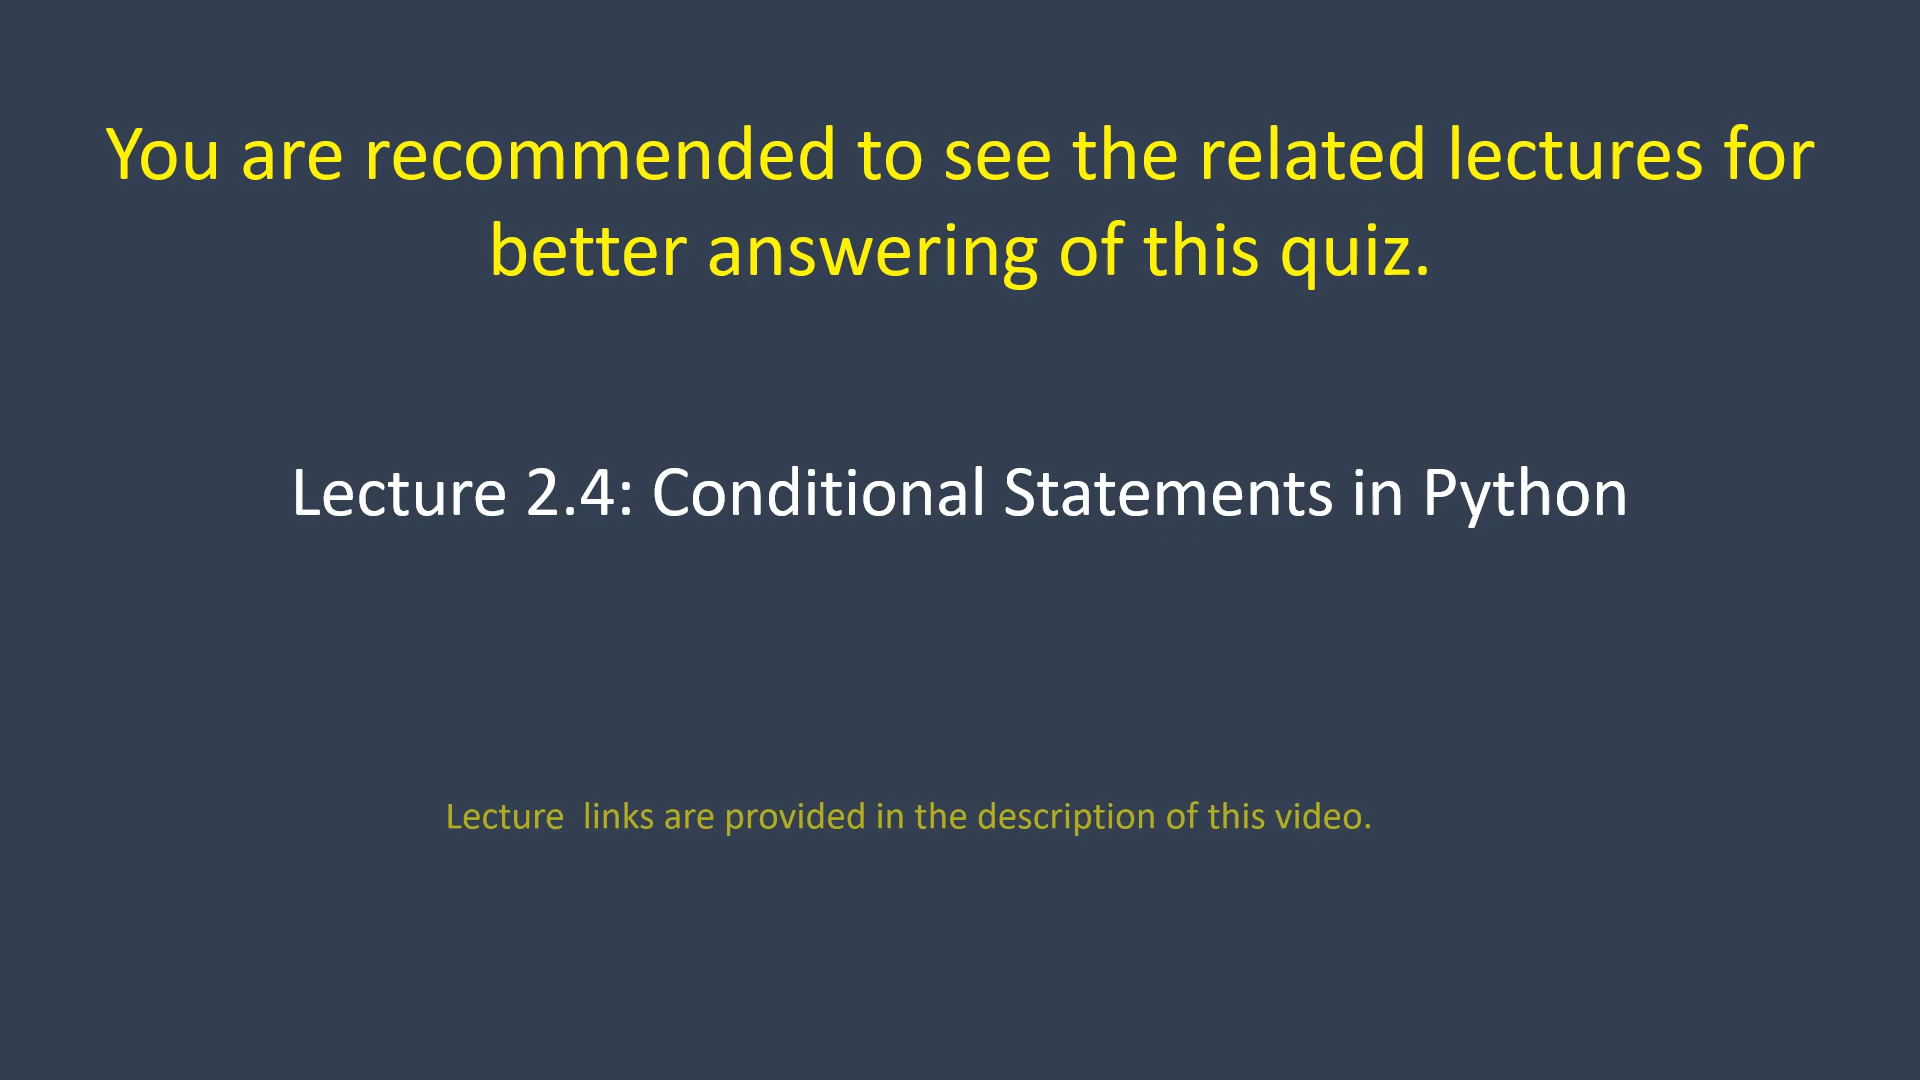 You are recommended to see the related lectures for
better answering of this quiz.
Lecture 2.4: Conditional Statements in Python
Lecture  links are provided in the description of this video.